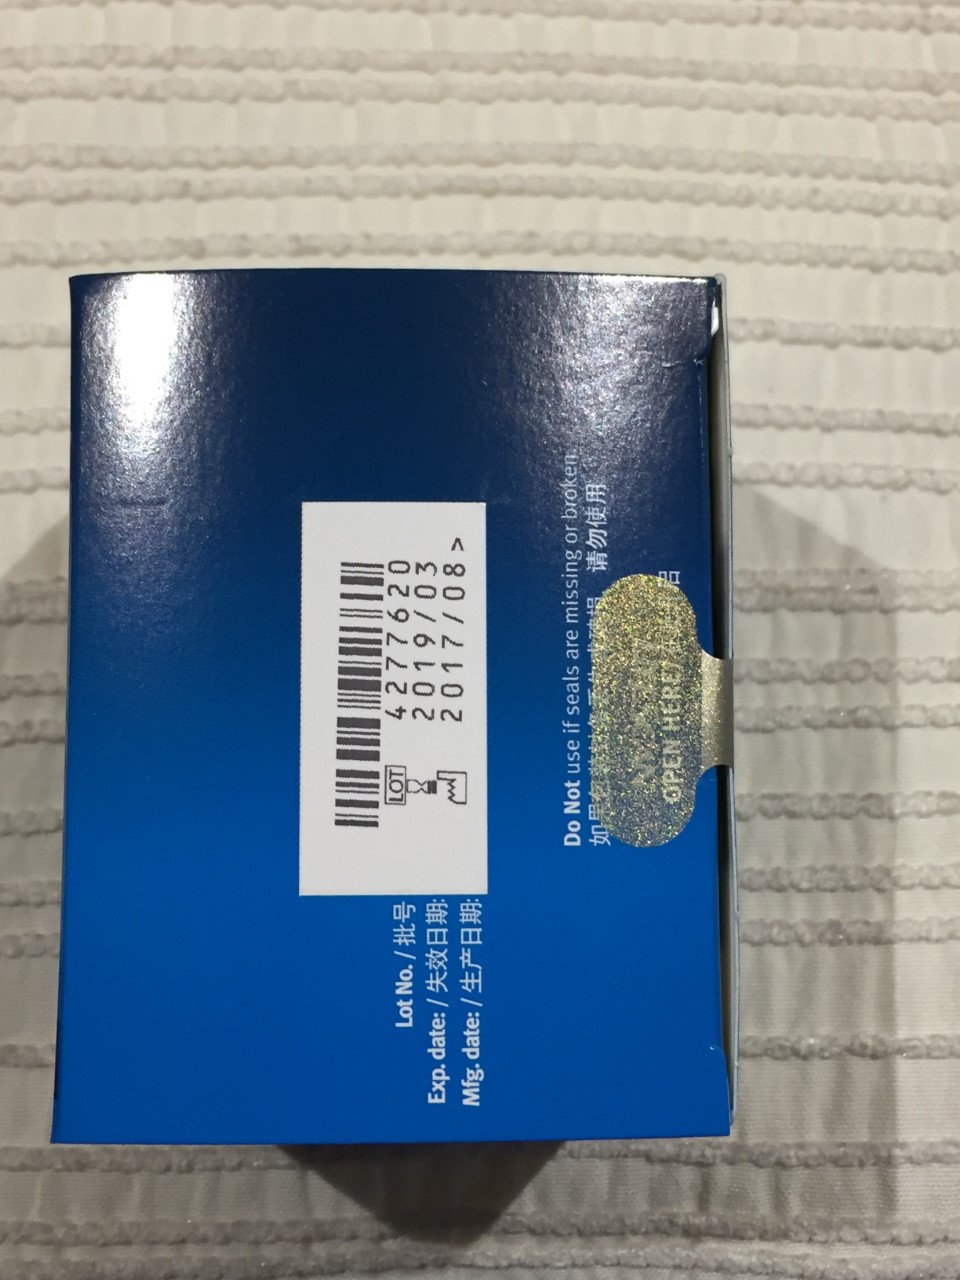 4277620
2019/03
2017/08 >
LOT
Lot No. / 批号
Exp. date: / 失效日期:
Mfg. date: / 生产日期:
Do Not use if seals are missing or broken.
请勿使用
OPEN HERE/